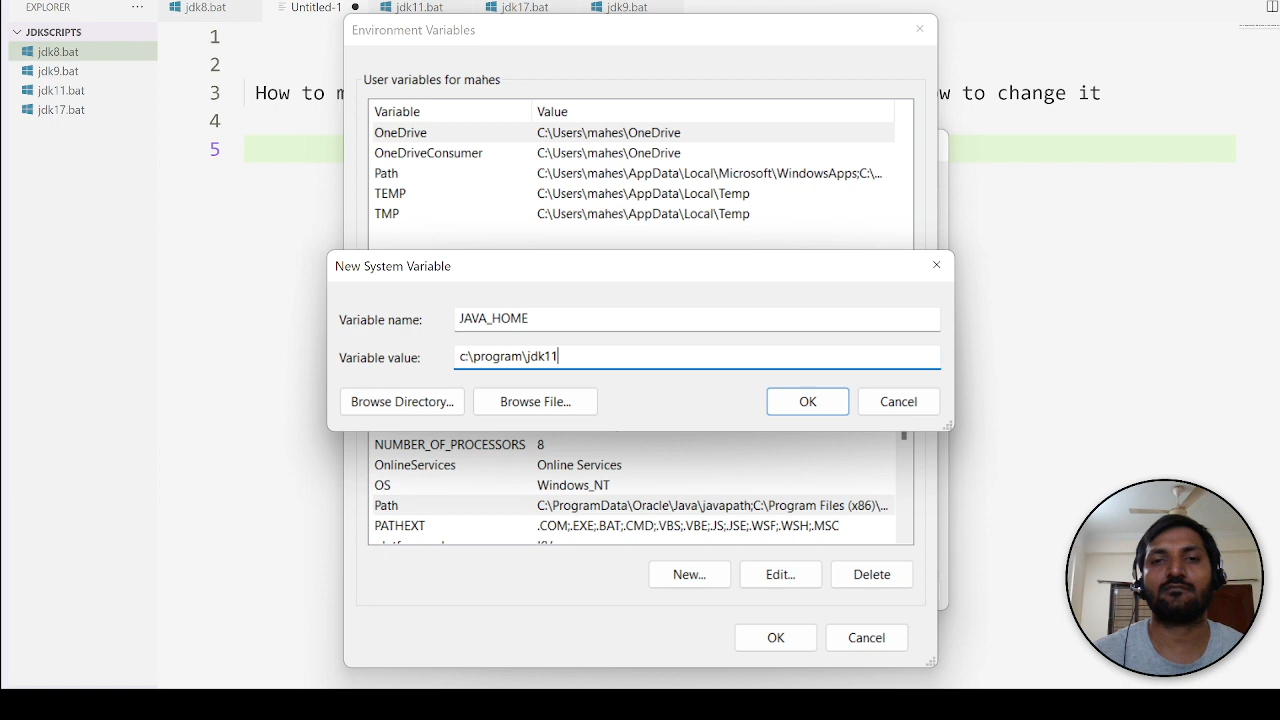 EXPLORER
jdk8.bat
Untitled-1
jdk11.bat
jdk17.bat
jdk9.bat
JDKSCRIPTS
jdk8.bat
jdk9.bat
jdk11.bat
jdk17.bat
1
2
3 How to
w to change it
4
5
Environment Variables
User variables for mahes
Variable Value
OneDrive C:\Users\mahes\OneDrive
OneDriveConsumer C:\Users\mahes\OneDrive
Path C:\Users\mahes\AppData\Local\Microsoft\WindowsApps;C:\...
TEMP C:\Users\mahes\AppData\Local\Temp
TMP C:\Users\mahes\AppData\Local\Temp
New System Variable
Variable name: JAVA_HOME
Variable value: c:\program\jdk11
Browse Directory... Browse File... OK Cancel
NUMBER_OF_PROCESSORS 8
OnlineServices Online Services
OS Windows_NT
Path C:\ProgramData\Oracle\Java\javapath;C:\Program Files (x86)\...
PATHEXT .COM;.EXE;.BAT;.CMD;.VBS;.VBE;.JS;.JSE;.WSF;.WSH;.MSC
New... Edit... Delete
OK Cancel